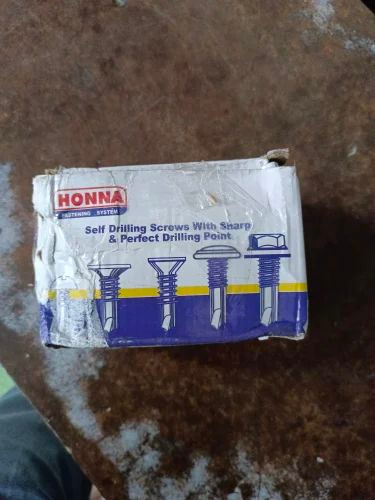 HONNA
FASTENING SYSTEM
Self Drilling Screws With Sharp
& Perfect Drilling Point